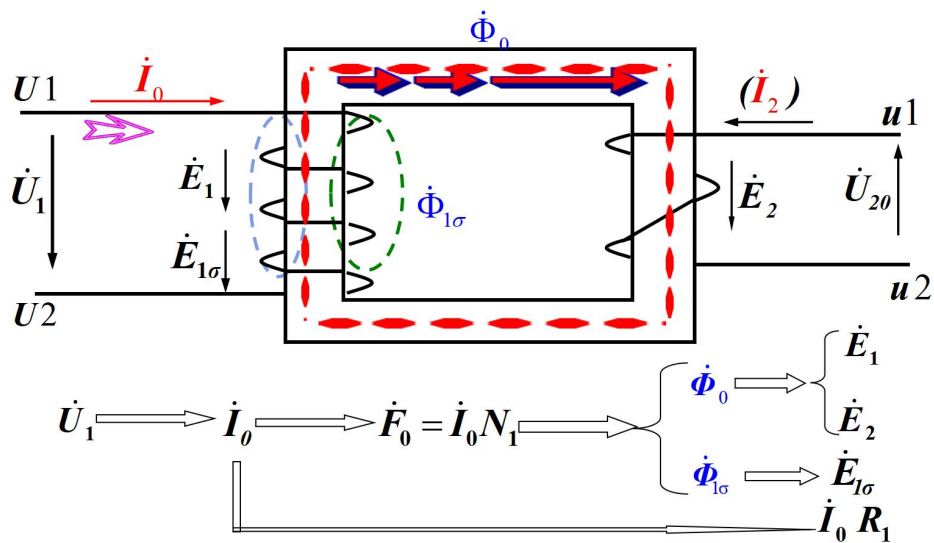 Φ̇₀
U1
İ₀
(İ₂)
u1
U̇₁
Ė₁
Φ̇₁σ
Ė₂
U̇₂₀
Ė₁σ
U2
u2
U̇₁ İ₀ Ḟ₀ = İ₀N₁
Φ̇₀
Ė₁
Ė₂
Φ̇₁σ
Ė₁σ
İ₀ R₁